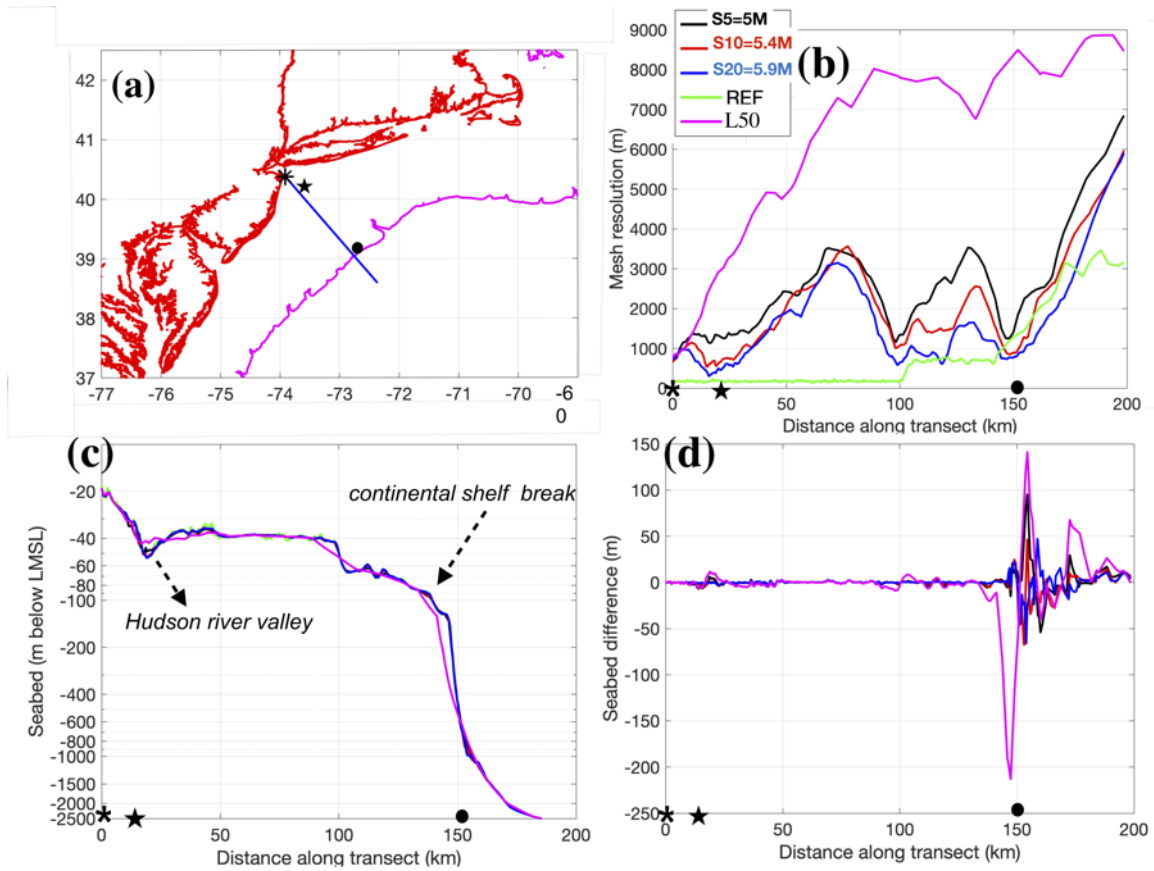 (a)
42
41
40
39
38
37
-77 -76 -75 -74 -73 -72 -71 -70 -6
0
S5=5M
S10=5.4M
S20=5.9M
REF
L50
(b)
Mesh resolution (m)
9000
8000
7000
6000
5000
4000
3000
2000
1000
0
0 50 100 150 200
Distance along transect (km)
(c)
continental shelf break
Hudson river valley
Seabed (m below LMSL)
-20
-40
-60
-80
-100
-200
-400
-600
-1000
-1500
-2000
-2500
0 50 100 150 200
Distance along transect (km)
(d)
Seabed difference (m)
150
100
50
0
-50
-100
-150
-200
-250
0 50 100 150 200
Distance along transect (km)